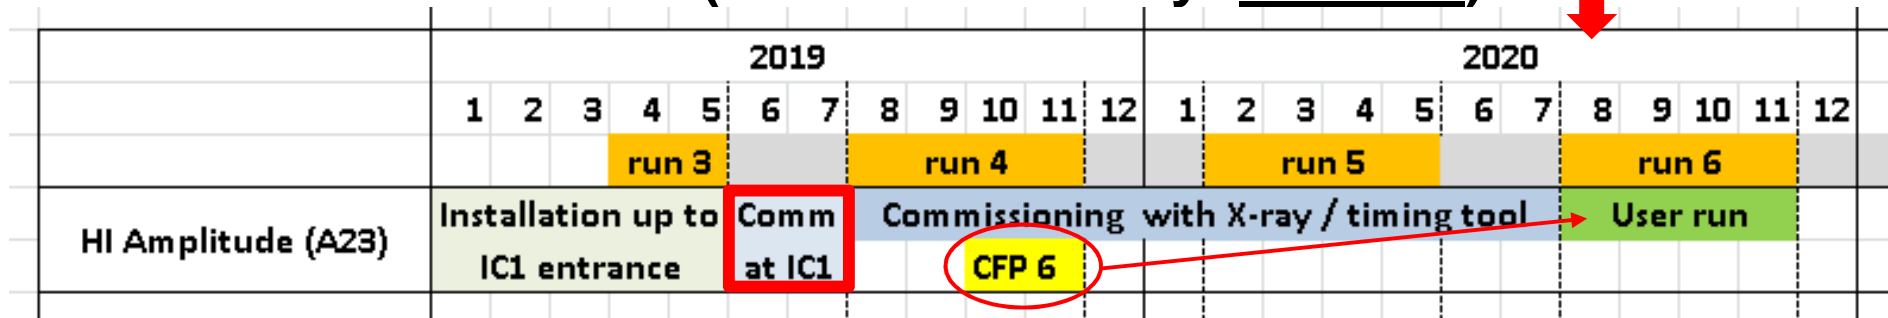 2019 2020
1 2 3 4 5 6 7 8 9 10 11 12 1 2 3 4 5 6 7 8 9 10 11 12
run 3 run 4 run 5 run 6
Installation up to Comm Commissioning with X-ray / timing tool User run
HI Amplitude (A23)
IC1 entrance at IC1 CFP 6